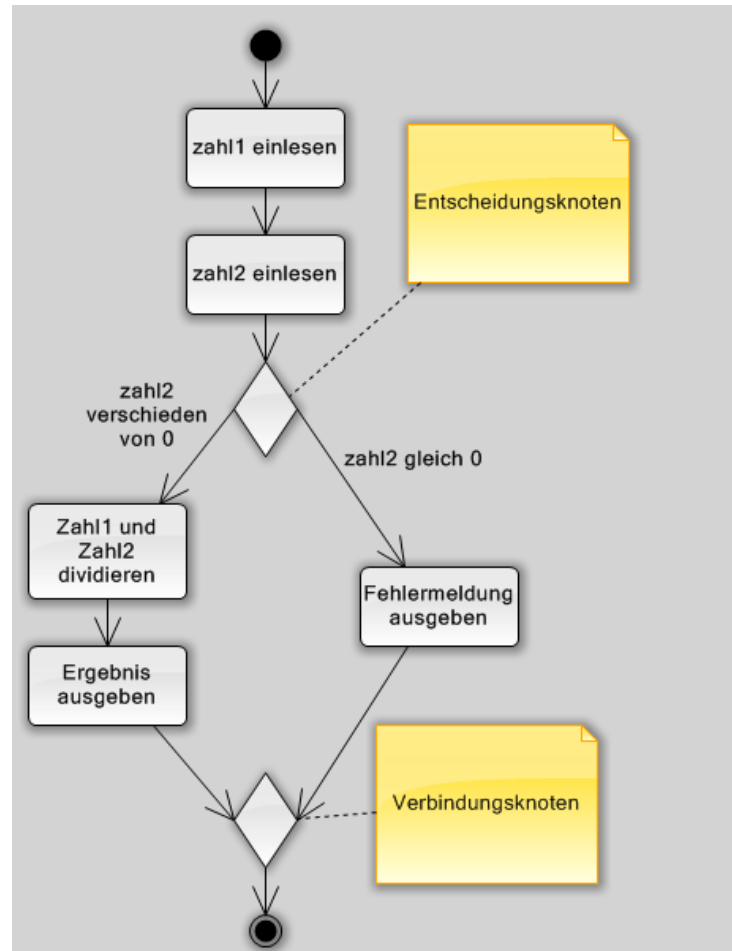 zahl1 einlesen
Entscheidungsknoten
zahl2 einlesen
zahl2
verschieden
von 0
zahl2 gleich 0
Zahl1 und
Zahl2
dividieren
Fehlermeldung
ausgeben
Ergebnis
ausgeben
Verbindungsknoten